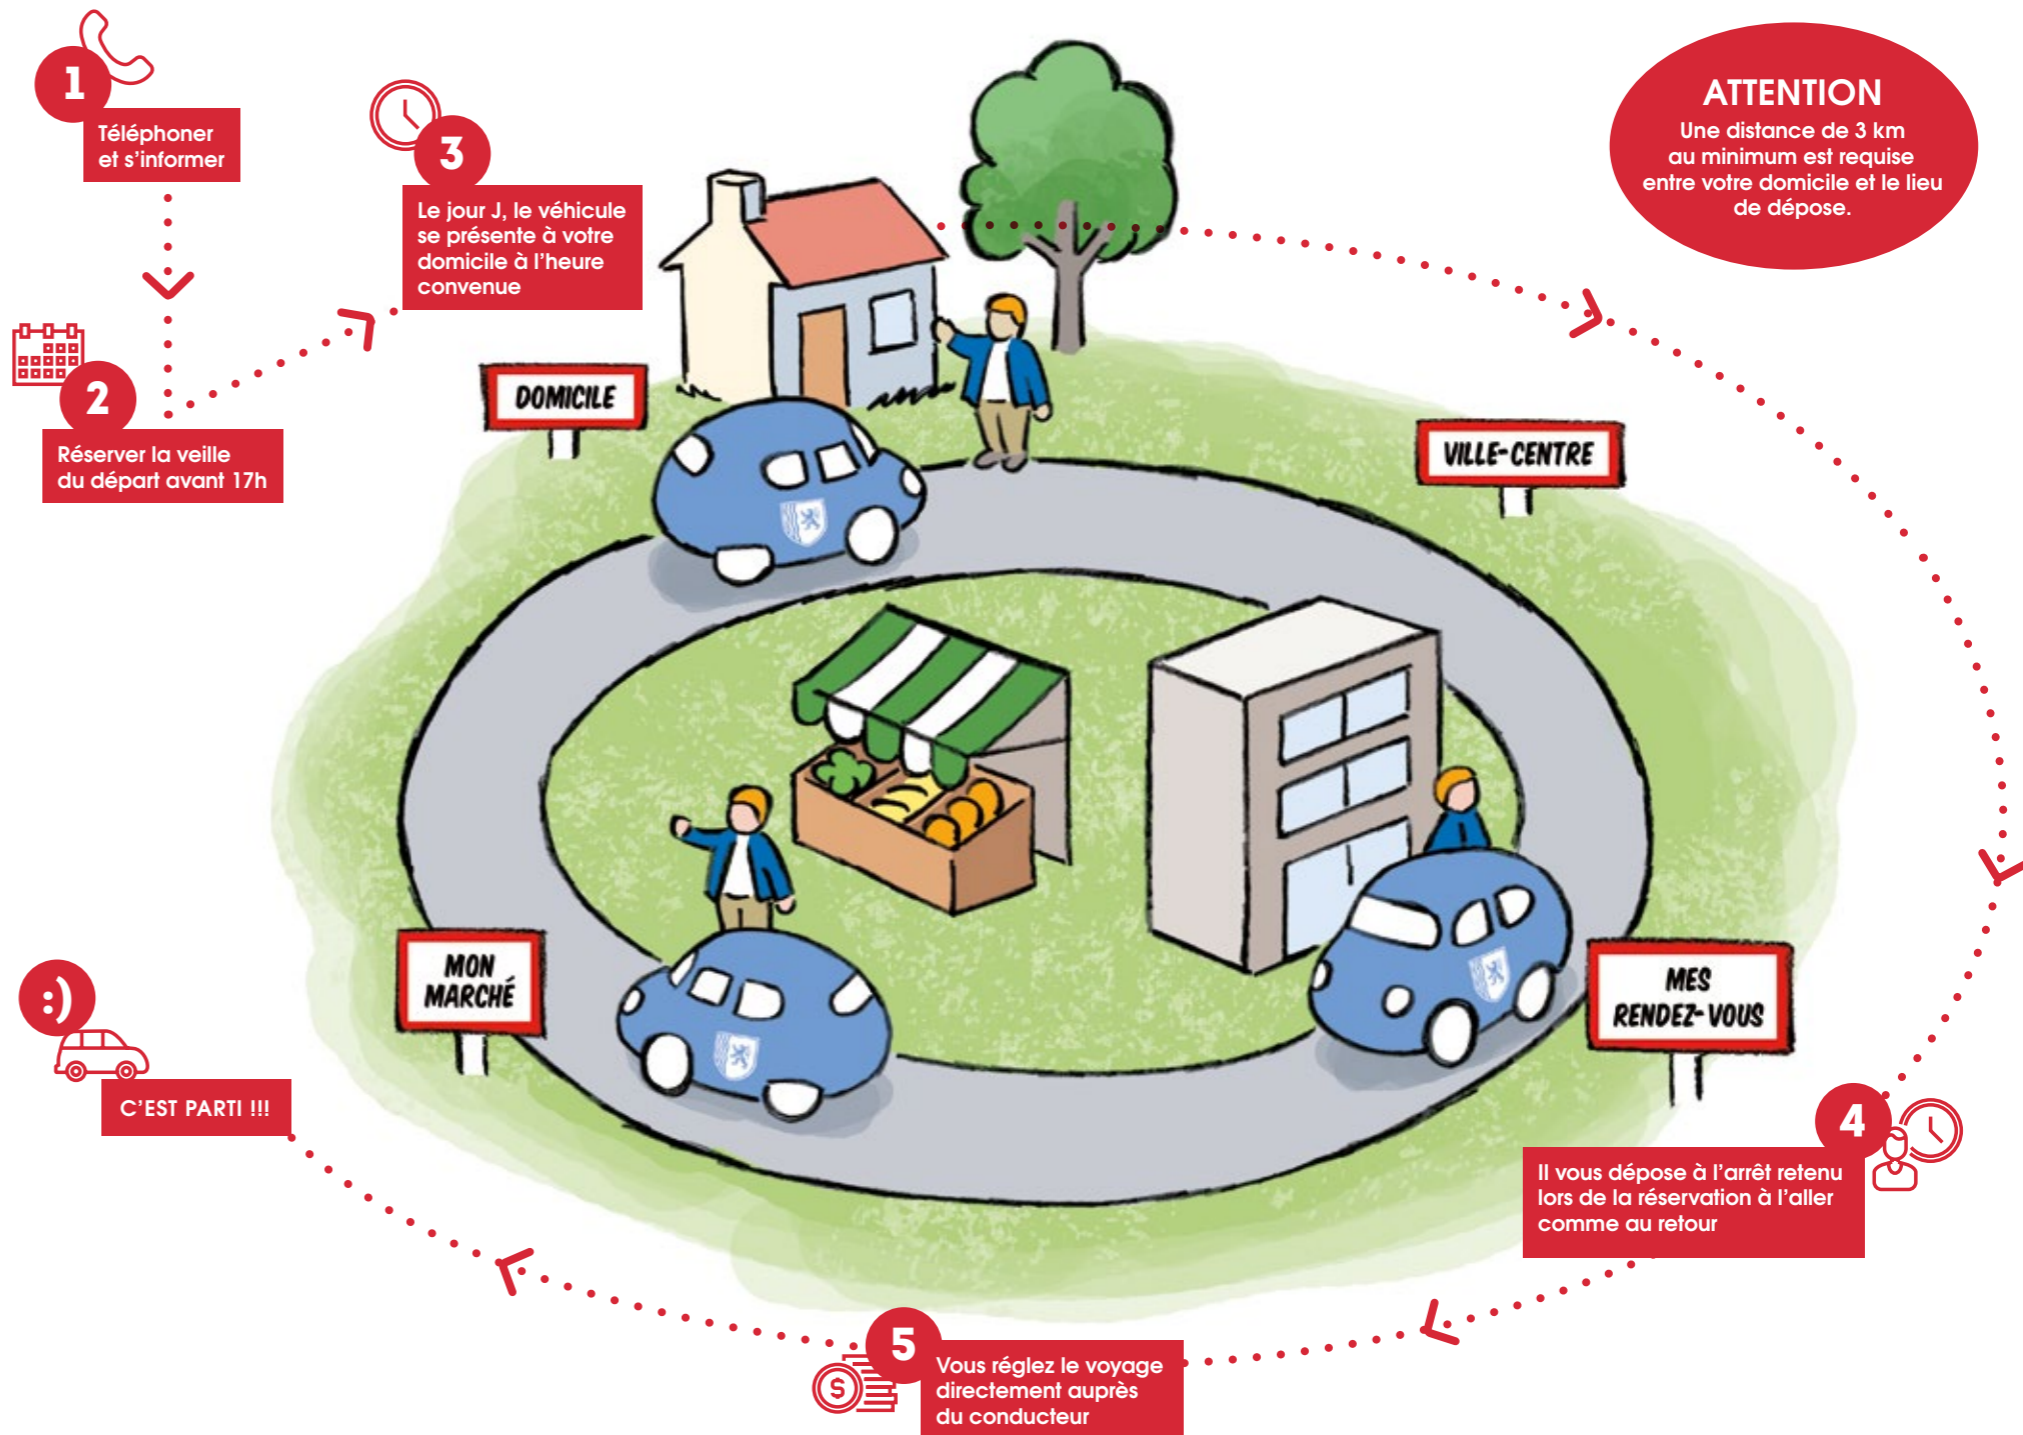 1
Téléphoner
et s'informer
2
Réserver la veille
du départ avant 17h
3
Le jour J, le véhicule
se présente à votre
domicile à l'heure
convenue
ATTENTION
Une distance de 3 km
au minimum est requise
entre votre domicile et le lieu
de dépose.
DOMICILE
VILLE-CENTRE
MON
MARCHÉ
MES
RENDEZ-VOUS
4
Il vous dépose à l'arrêt retenu
lors de la réservation à l'aller
comme au retour
5
$
Vous réglez le voyage
directement auprès
du conducteur
:)
C'EST PARTI !!!